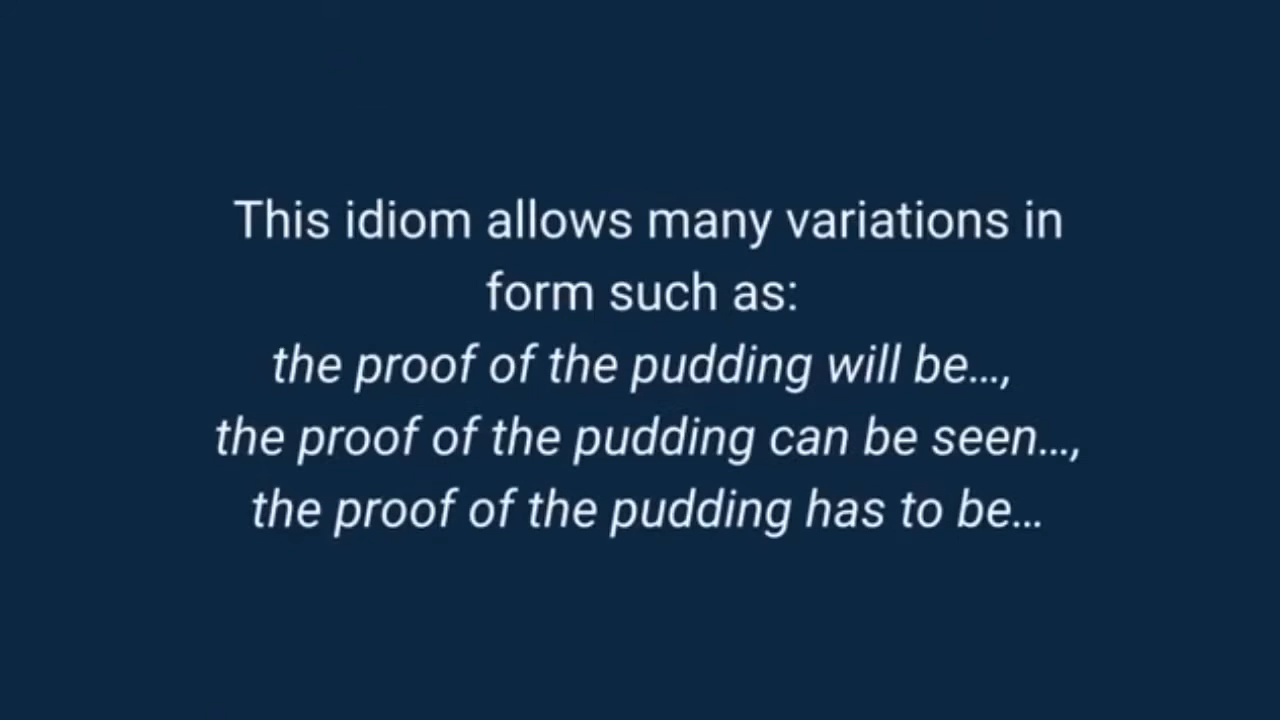 This idiom allows many variations in
form such as:
the proof of the pudding will be…,
the proof of the pudding can be seen…,
the proof of the pudding has to be…